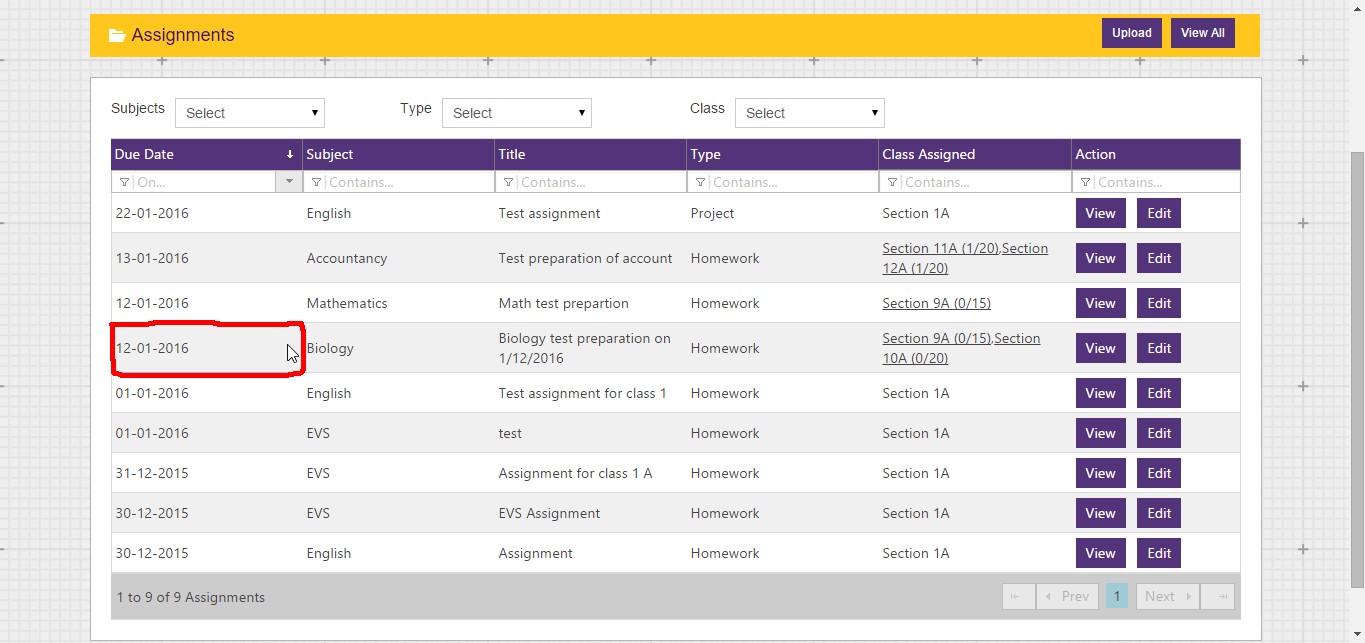 Assignments Upload View All
Subjects Select Type Select Class Select
Due Date Subject Title Type Class Assigned Action
On... Contains... Contains... Contains... Contains... Contains...
22-01-2016 English Test assignment Project Section 1A View Edit
13-01-2016 Accountancy Test preparation of account Homework Section 11A (1/20),Section View Edit
12A (1/20)
12-01-2016 Mathematics Math test prepartion Homework Section 9A (0/15) View Edit
12-01-2016 Biology Biology test preparation on Homework Section 9A (0/15),Section View Edit
1/12/2016 10A (0/20)
01-01-2016 English Test assignment for class 1 Homework Section 1A View Edit
01-01-2016 EVS test Homework Section 1A View Edit
31-12-2015 EVS Assignment for class 1 A Homework Section 1A View Edit
30-12-2015 EVS EVS Assignment Homework Section 1A View Edit
30-12-2015 English Assignment Homework Section 1A View Edit
1 to 9 of 9 Assignments Prev 1 Next